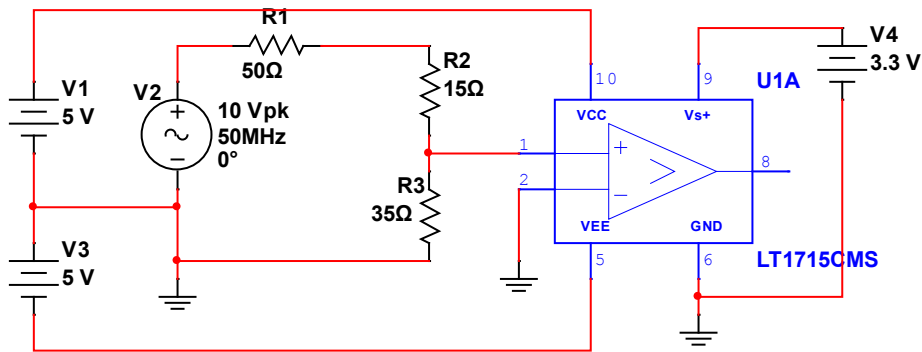 R1
50Ω
V1
5 V
V2
10 Vpk
50MHz
0°
R2
15Ω
R3
35Ω
V3
5 V
10
9
U1A
VCC
Vs+
1
2
8
VEE
GND
5
6
LT1715CMS
V4
3.3 V